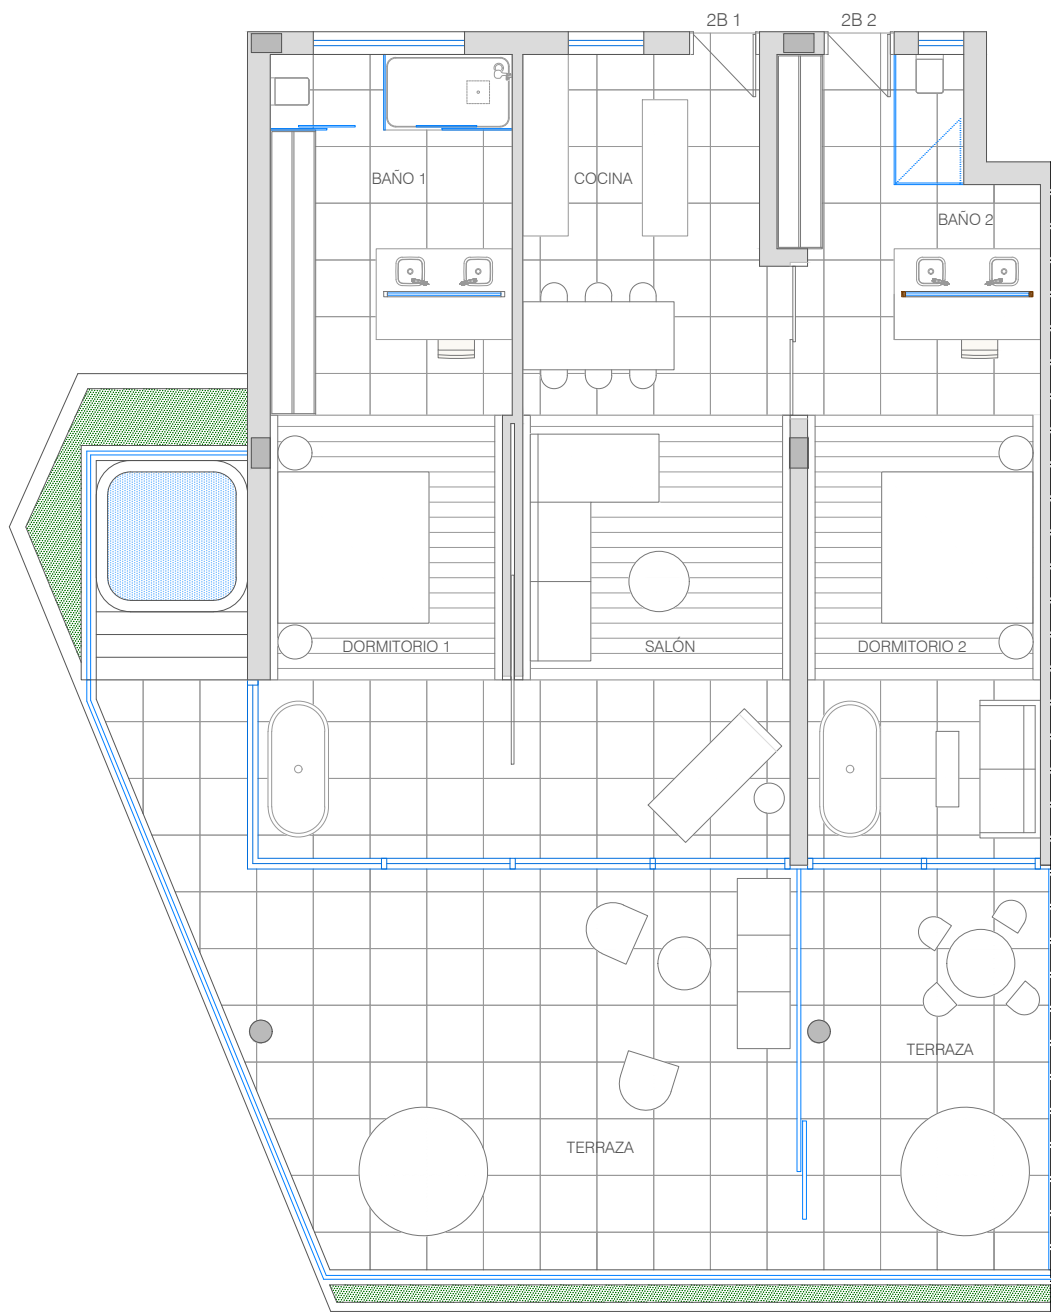 2B 1
2B 2
BAÑO 1
COCINA
BAÑO 2
DORMITORIO 1
SALÓN
DORMITORIO 2
TERRAZA
TERRAZA